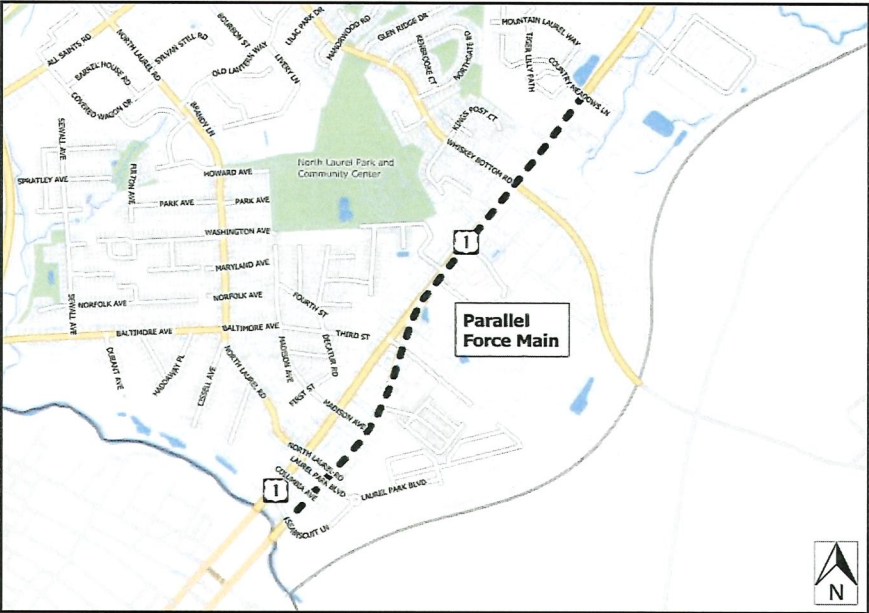 MOUNTAIN LAUREL WAY
BOURBON ST
LILAC PARK DR
MANORWOOD RD
GLEN RIDGE DR
ALL SAINTS RD
NORTH LAUREL RD
SYLVAN STILL RD
KENBROOKE CT
NORTHGATE RD
TIGER LILY PATH
COUNTRY MEADOWS LN
BARREL HOUSE RD
OLD LANTERN WAY
LIVERY LN
COVERED WAGON DR
BRANDY LN
KINGS POST CT
SEWALL AVE
WHISKEY BOTTOM RD
North Laurel Park and
Community Center
SPRATLEY AVE
FULTON AVE
HOWARD AVE
PARK AVE
PARK AVE
WASHINGTON AVE
1
MARYLAND AVE
SEWALL AVE
NORFOLK AVE
NORFOLK AVE
FOURTH ST
Parallel
Force Main
BALTIMORE AVE
BALTIMORE AVE
THIRD ST
DURANT AVE
HADDAWAY PL
CISSELL AVE
NORTH LAUREL RD
MADISON AVE
DECATUR RD
FIRST ST
MADISON AVE
NORTH LAUREL RD
LAUREL PARK BLVD
COLUMBIA AVE
1
LAUREL PARK BLVD
SEABISCUIT LN
N